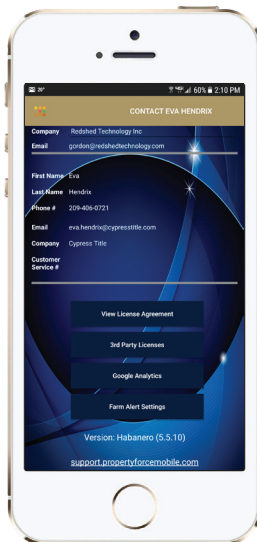 20° 60% 2:10 PM
CONTACT EVA HENDRIX
Company Redshed Technology Inc
Email gordon@redshedtechnology.com
First Name Eva
Last Name Hendrix
Phone # 209-406-0721
Email eva.hendrix@cypresstitle.com
Company Cypress Title
Customer
Service #
View License Agreement
3rd Party Licenses
Google Analytics
Farm Alert Settings
Version: Habanero (5.5.10)
support.propertyforcemobile.com